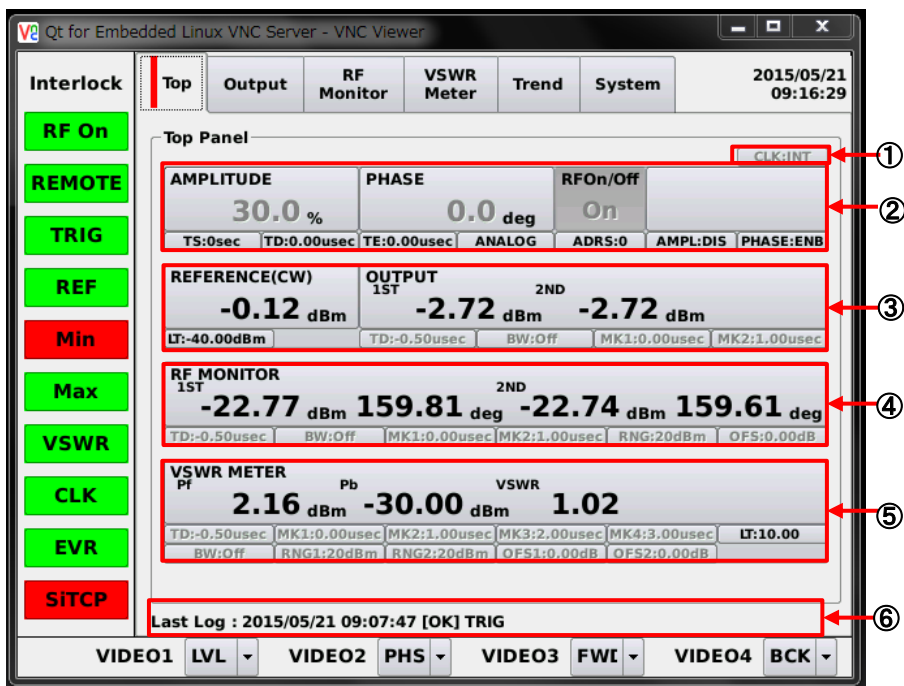 Qt for Embedded Linux VNC Server - VNC Viewer
Interlock
Top
Output
RF Monitor
VSWR Meter
Trend
System
2015/05/21
09:16:29
RF On
REMOTE
TRIG
REF
Min
Max
VSWR
CLK
EVR
SiTCP
Top Panel
CLK:INT
①
AMPLITUDE
30.0 %
PHASE
0.0 deg
RFOn/Off
On
②
TS:0sec TD:0.00usec TE:0.00usec ANALOG ADRS:0 AMPL:DIS PHASE:ENB
REFERENCE(CW)
-0.12 dBm
OUTPUT
1ST 2ND
-2.72 dBm -2.72 dBm
③
LT:-40.00dBm TD:-0.50usec BW:Off MK1:0.00usec MK2:1.00usec
RF MONITOR
1ST 2ND
-22.77 dBm 159.81 deg -22.74 dBm 159.61 deg
④
TD:-0.50usec BW:Off MK1:0.00usec MK2:1.00usec RNG:20dBm OFS:0.00dB
VSWR METER
Pf Pb VSWR
2.16 dBm -30.00 dBm 1.02
⑤
TD:-0.50usec MK1:0.00usec MK2:1.00usec MK3:2.00usec MK4:3.00usec LT:10.00
BW:Off RNG1:20dBm RNG2:20dBm OFS1:0.00dB OFS2:0.00dB
Last Log : 2015/05/21 09:07:47 [OK] TRIG
⑥
VIDEO1 LVL VIDEO2 PHS VIDEO3 FWD VIDEO4 BCK